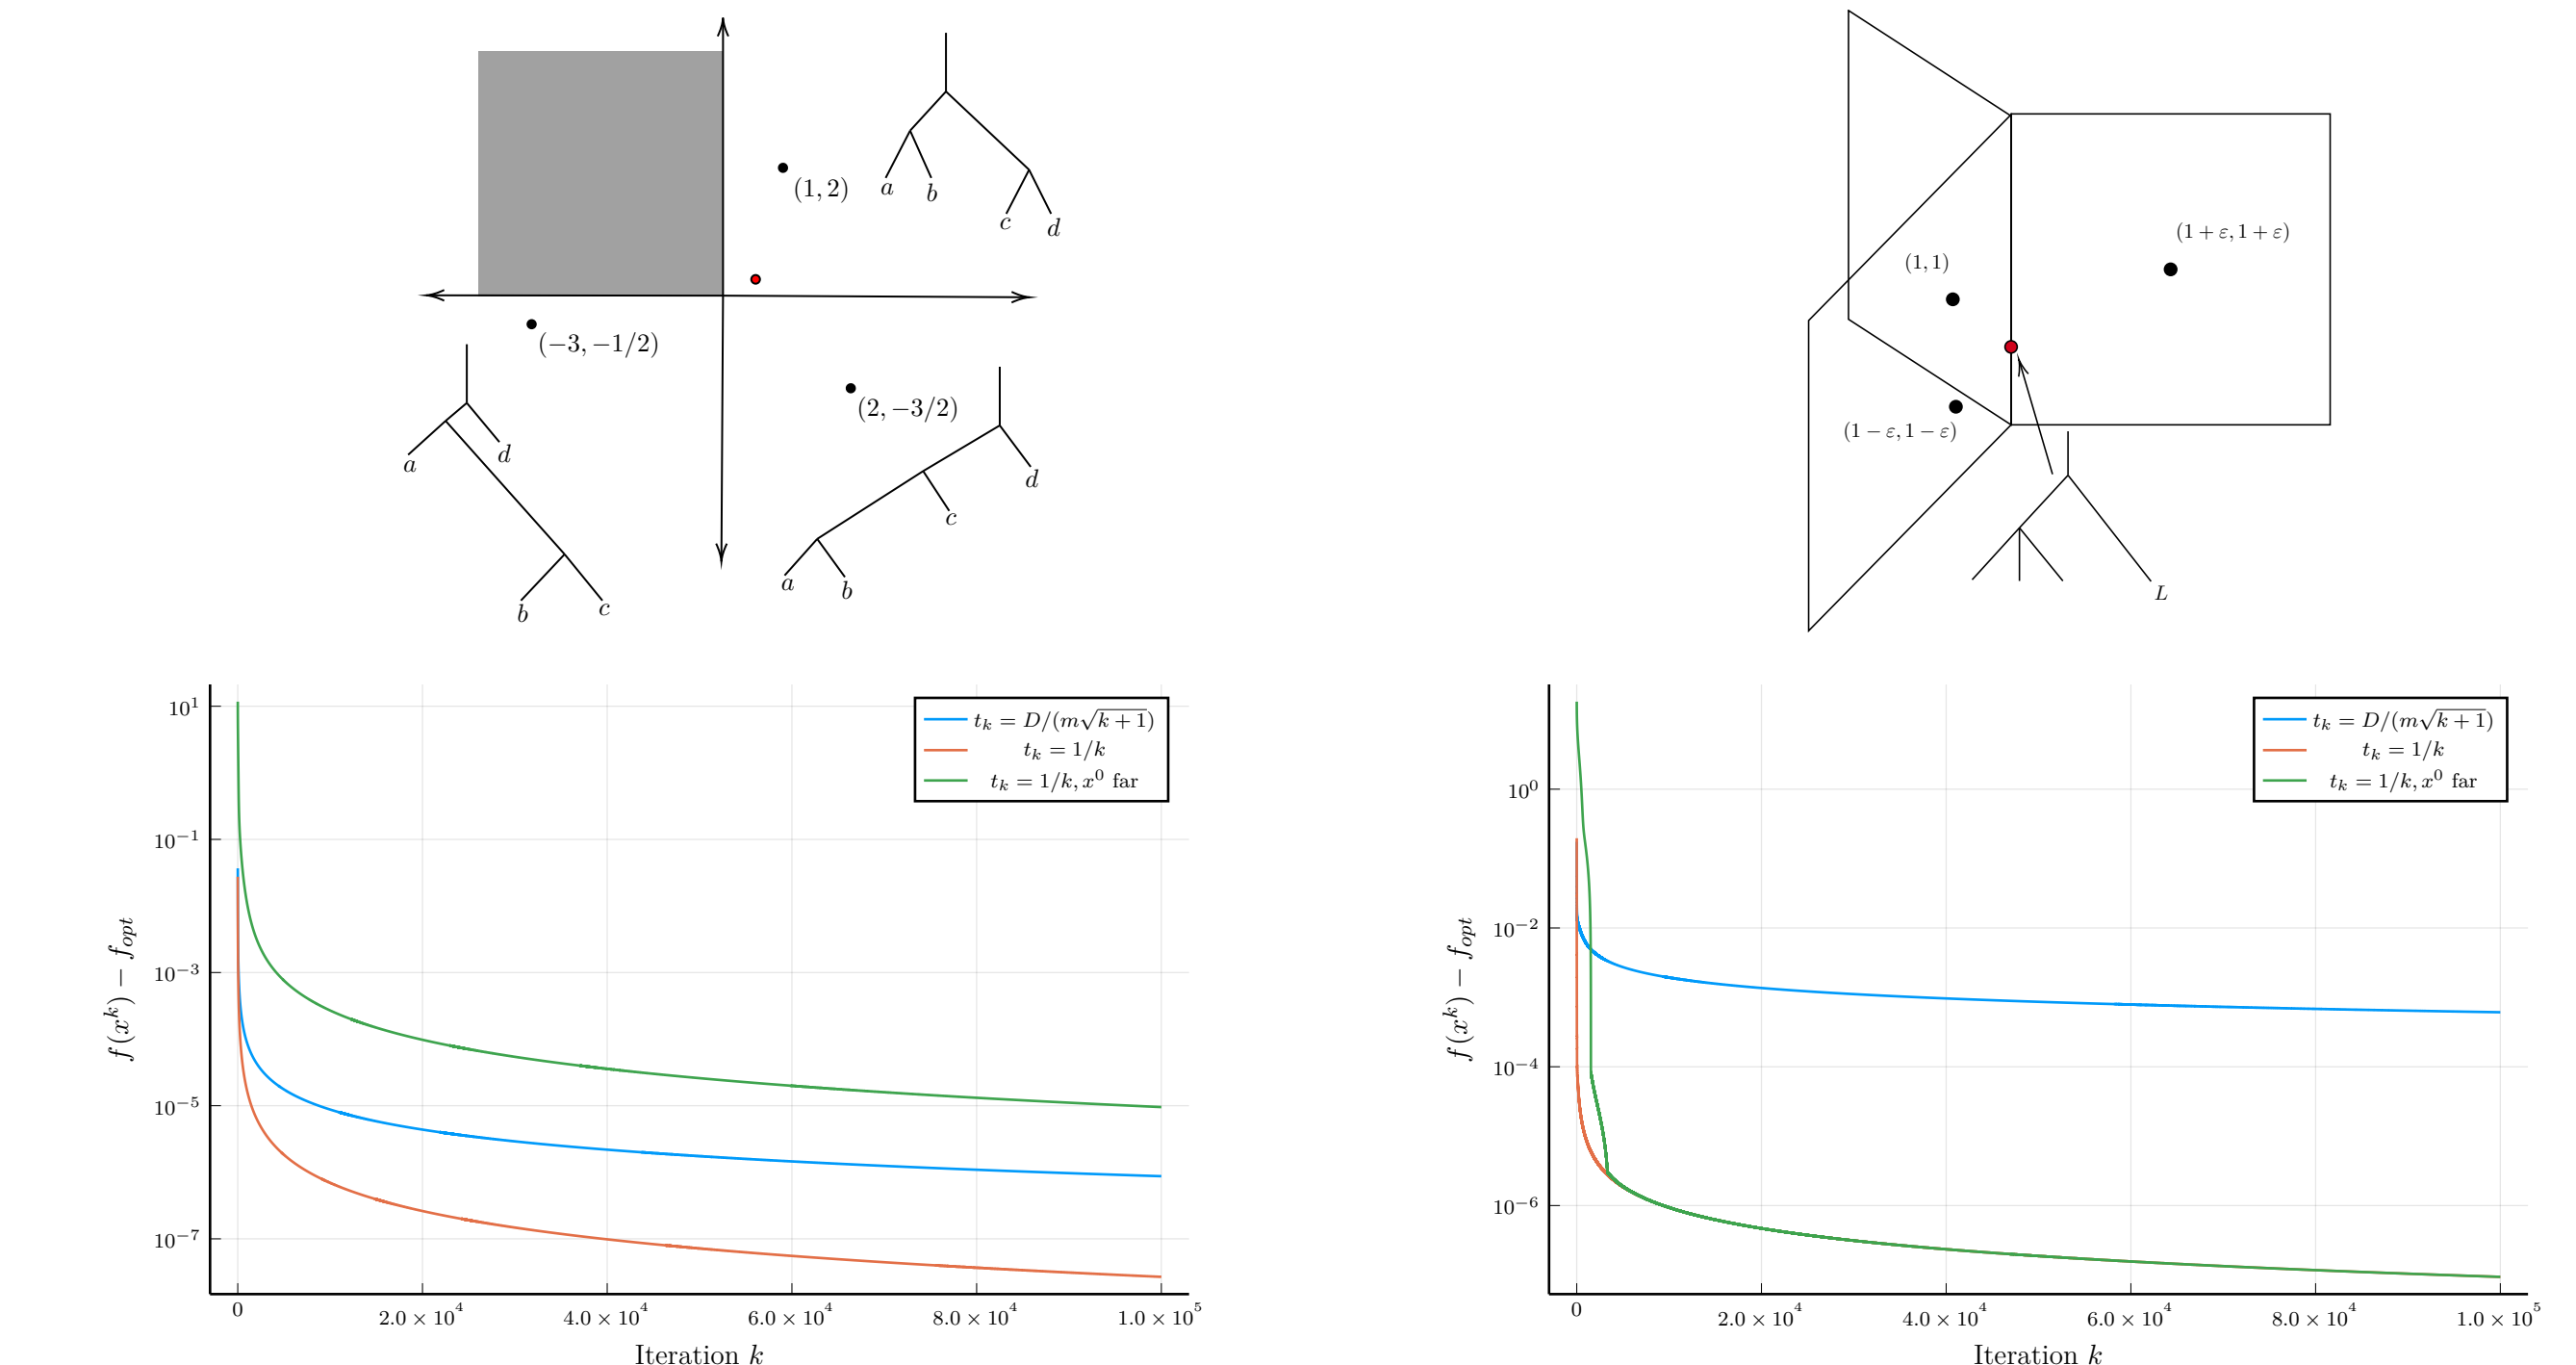 (1, 2)
a
b
c
d
(−3, −1/2)
a
d
b
c
(2, −3/2)
d
c
a
b
(1 + ε, 1 + ε)
(1, 1)
(1 − ε, 1 − ε)
L
f(x^k) − f_opt
10^1
10^−1
10^−3
10^−5
10^−7
t_k = D/(m√(k + 1))
t_k = 1/k
t_k = 1/k, x^0 far
0
2.0 × 10^4
4.0 × 10^4
6.0 × 10^4
8.0 × 10^4
1.0 × 10^5
Iteration k
f(x^k) − f_opt
10^0
10^−2
10^−4
10^−6
t_k = D/(m√(k + 1))
t_k = 1/k
t_k = 1/k, x^0 far
0
2.0 × 10^4
4.0 × 10^4
6.0 × 10^4
8.0 × 10^4
1.0 × 10^5
Iteration k